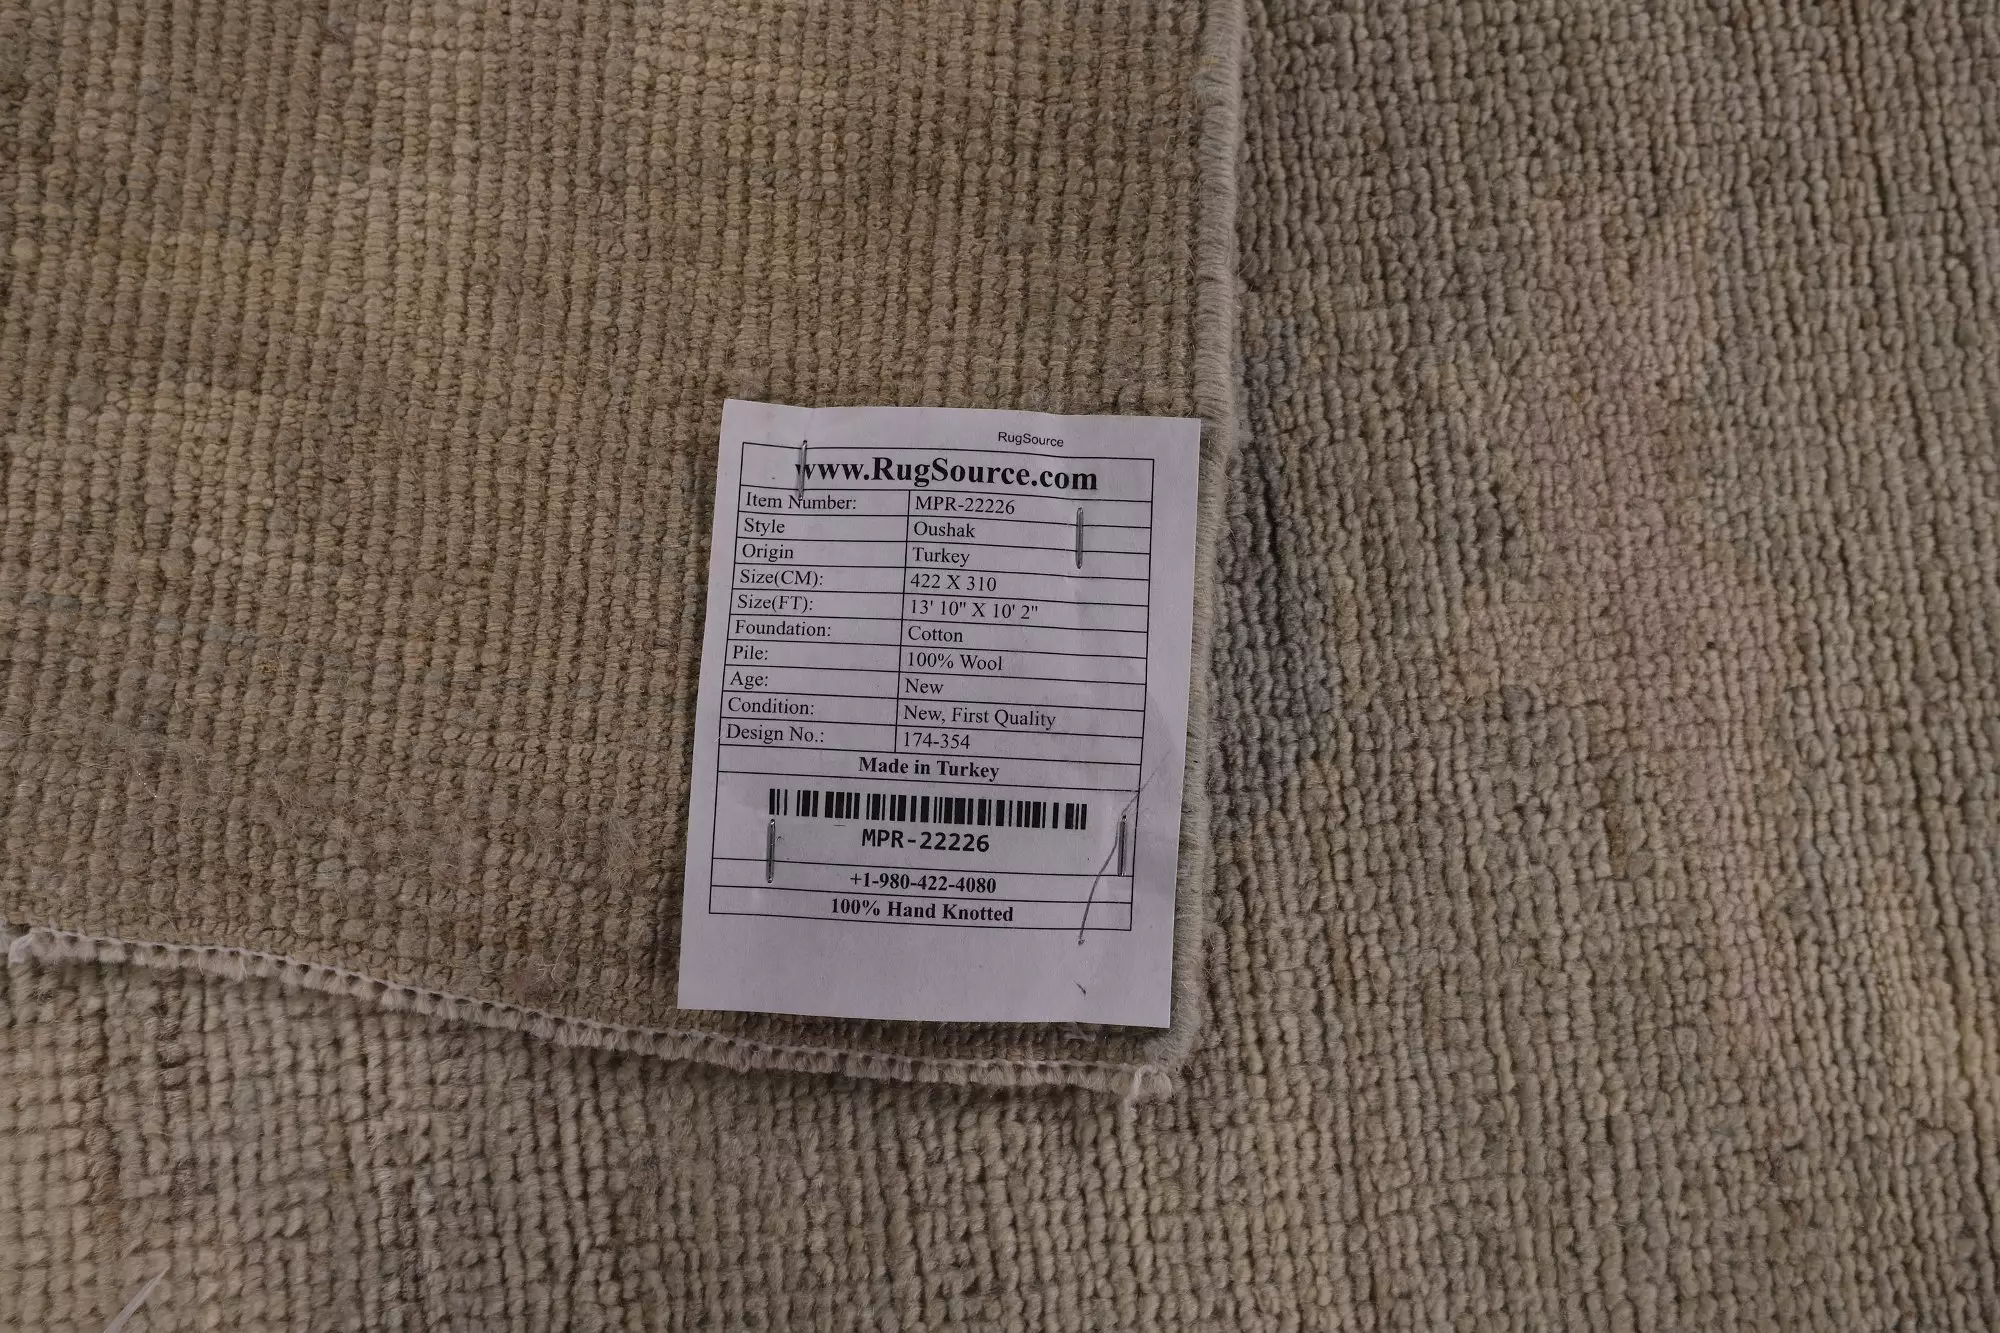 RugSource
www.RugSource.com
Item Number: MPR-22226
Style Oushak
Origin Turkey
Size(CM): 422 X 310
Size(FT): 13' 10" X 10' 2"
Foundation: Cotton
Pile: 100% Wool
Age: New
Condition: New, First Quality
Design No.: 174-354
Made in Turkey
MPR-22226
+1-980-422-4080
100% Hand Knotted